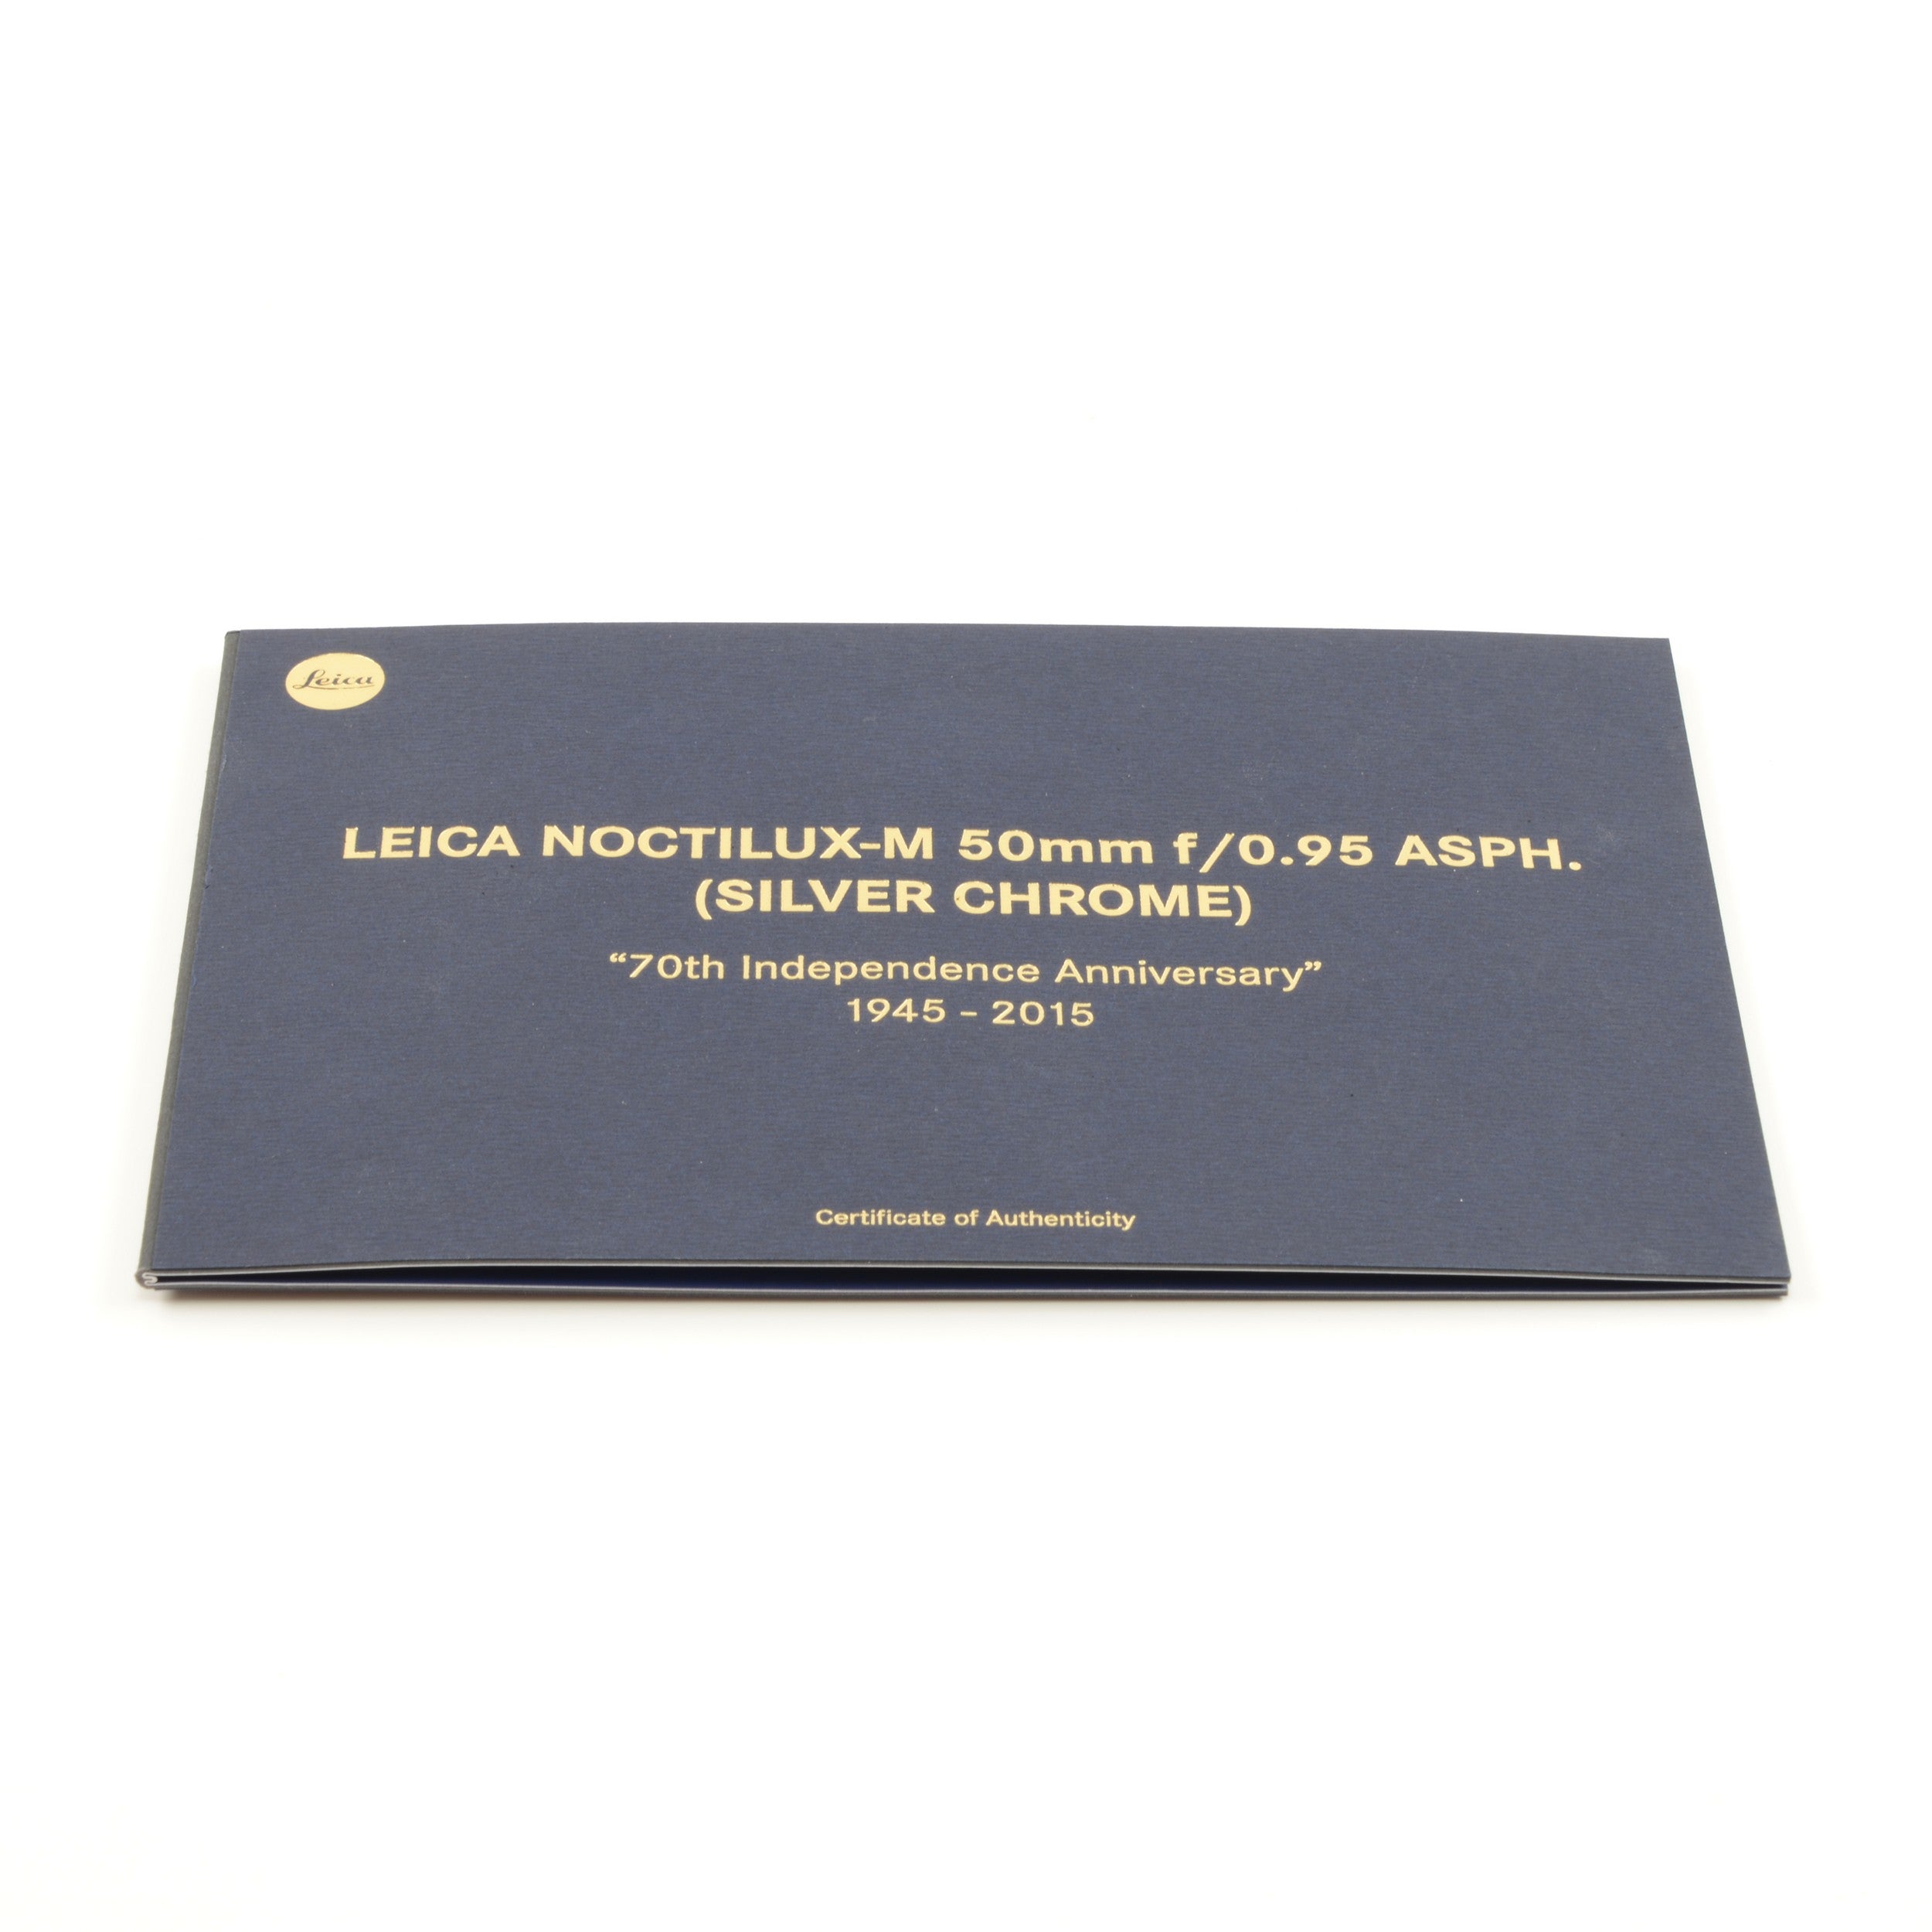 Leica
LEICA NOCTILUX-M 50mm f/0.95 ASPH.
(SILVER CHROME)
“70th Independence Anniversary”
1945 – 2015
Certificate of Authenticity